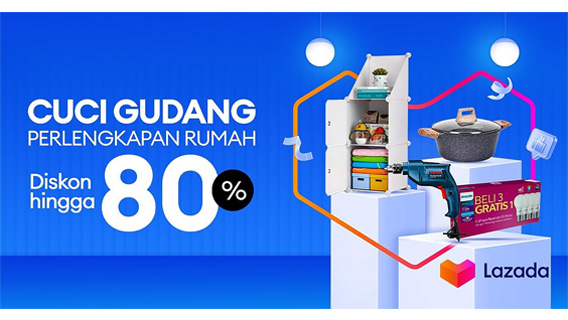 CUCI GUDANG
PERLENGKAPAN RUMAH
Diskon
hingga
80%
BELI 3
GRATIS 1
Lazada